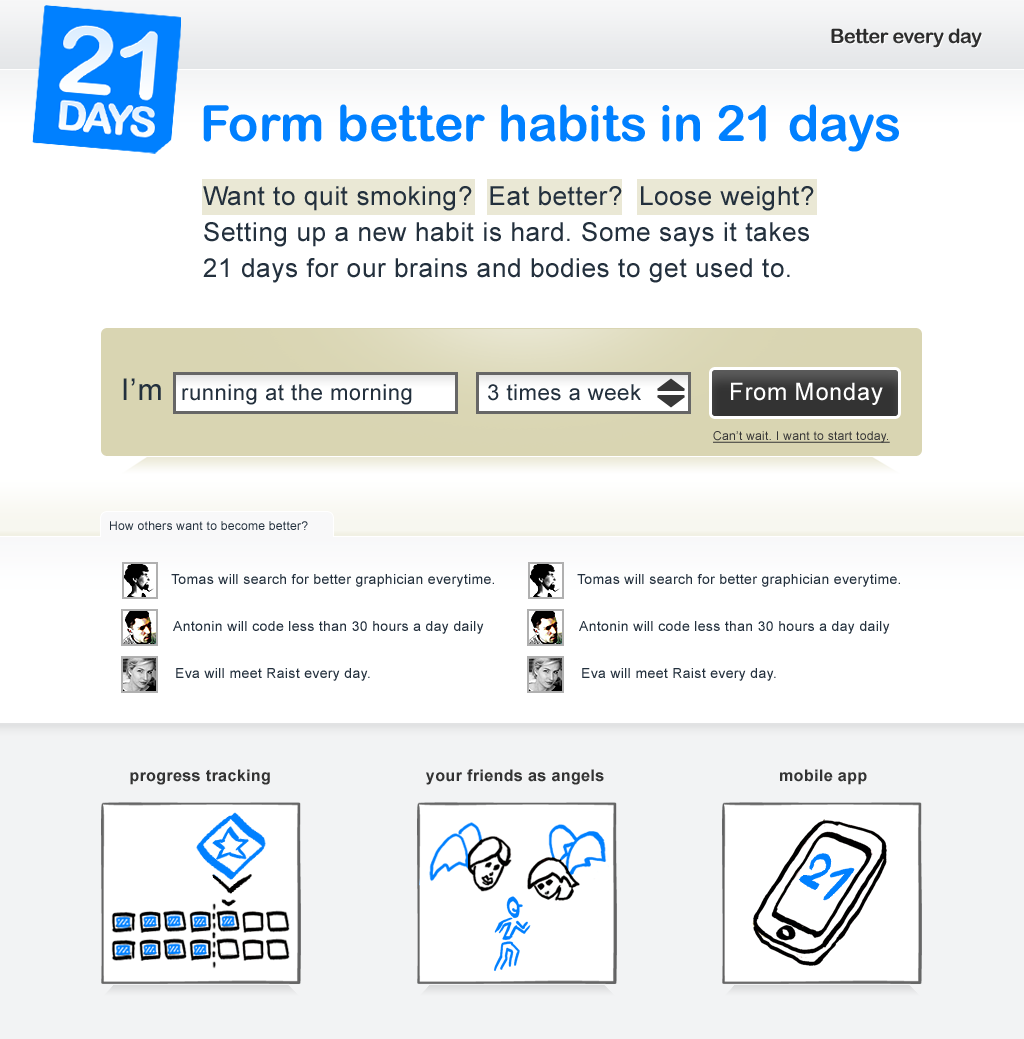 21
DAYS
Better every day
Form better habits in 21 days
Want to quit smoking? Eat better? Loose weight?
Setting up a new habit is hard. Some says it takes
21 days for our brains and bodies to get used to.
I'm running at the morning 3 times a week From Monday
Can't wait. I want to start today.
How others want to become better?
Tomas will search for better graphician everytime. Tomas will search for better graphician everytime.
Antonin will code less than 30 hours a day daily Antonin will code less than 30 hours a day daily
Eva will meet Raist every day. Eva will meet Raist every day.
progress tracking your friends as angels mobile app
21